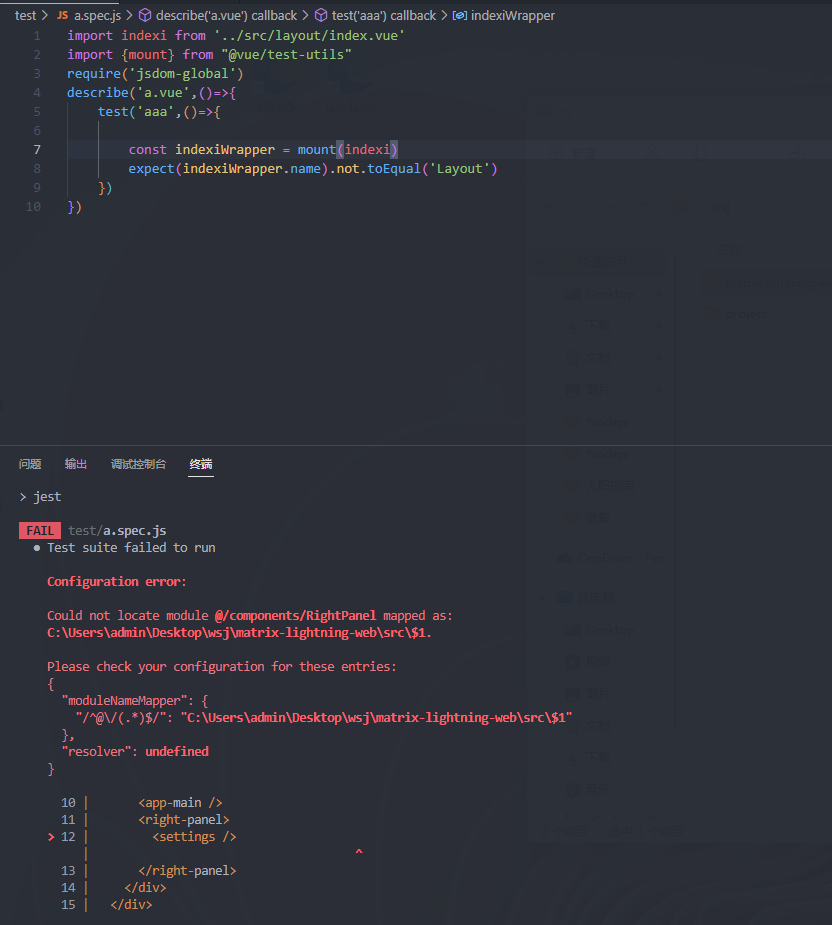 test > JS a.spec.js > describe('a.vue') callback > test('aaa') callback > indexiWrapper
1 import indexi from '../src/layout/index.vue'
2 import {mount} from "@vue/test-utils"
3 require('jsdom-global')
4 describe('a.vue',()=>{
5 test('aaa',()=>{
6
7 const indexiWrapper = mount(indexi)
8 expect(indexiWrapper.name).not.toEqual('Layout')
9 })
10 })
问题 输出 调试控制台 终端
> jest
FAIL test/a.spec.js
● Test suite failed to run
Configuration error:
Could not locate module @/components/RightPanel mapped as:
C:\Users\admin\Desktop\wsj\matrix-lightning-web\src\$1.
Please check your configuration for these entries:
{
"moduleNameMapper": {
"/^@\/(.*)$/": "C:\Users\admin\Desktop\wsj\matrix-lightning-web\src\$1"
},
"resolver": undefined
}
10 | <app-main />
11 | <right-panel>
> 12 | <settings />
| ^
13 | </right-panel>
14 | </div>
15 | </div>